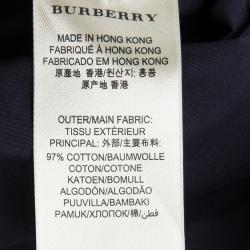 BURBERRY
MADE IN HONG KONG
FABRIQUÉ À HONG KONG
FABRICADO EM HONG KONG
原產地 香港/원산지: 홍콩
原产地 香港
OUTER/MAIN FABRIC:
TISSU EXTÉRIEUR
PRINCIPAL: 外部/主要布料:
97% COTTON/BAUMWOLLE
COTON/COTONE
KATOEN/BOMULL
ALGODÓN/ALGODÃO
PUUVILLA/BAMBAKI
PAMUK/ХЛОПОК/棉/قطن